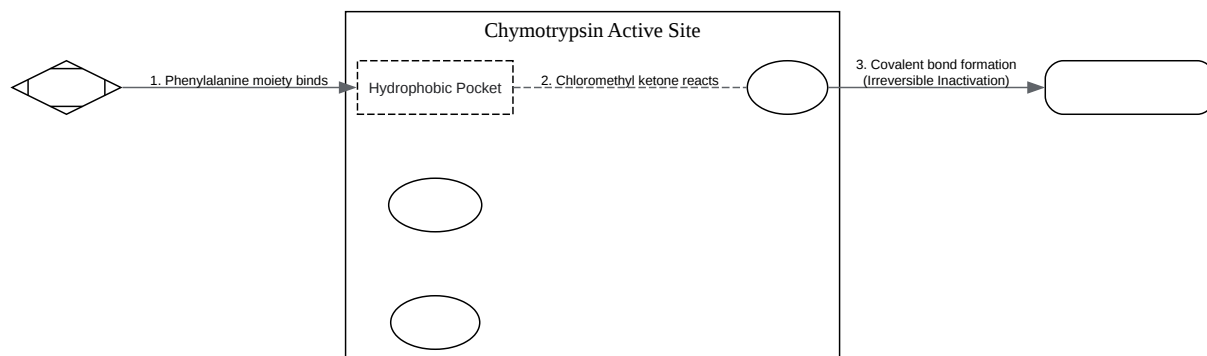 Chymotrypsin Active Site
1. Phenylalanine moiety binds
Hydrophobic Pocket
2. Chloromethyl ketone reacts
3. Covalent bond formation
(Irreversible Inactivation)